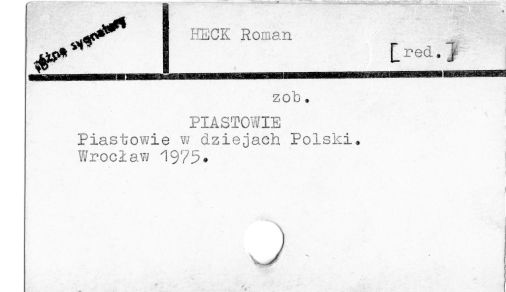 różne sygnatury
HECK Roman
[red.]
zob.
PIASTOWIE
Piastowie w dziejach Polski.
Wrocław 1975.